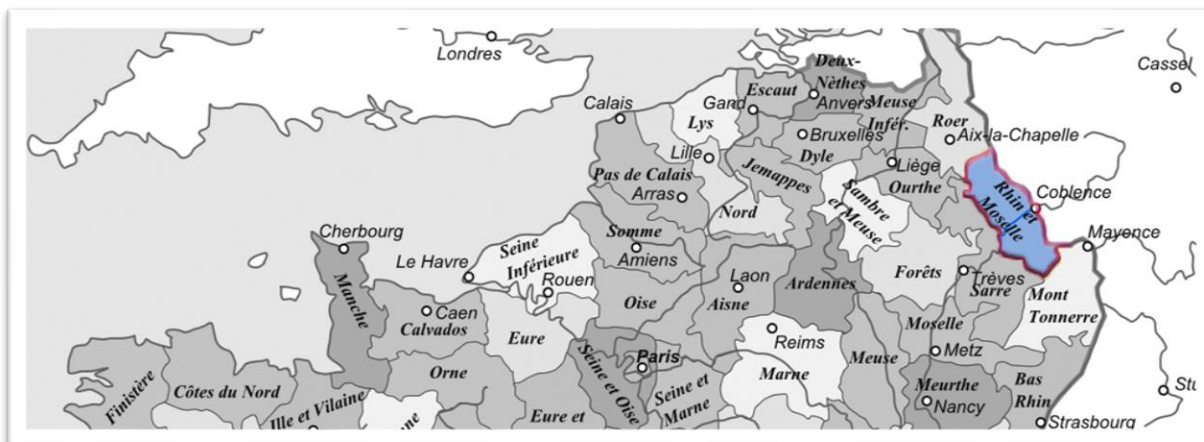 Londres
Cassel
Deux-
Nèthes
Escaut
Calais
Gand
Anvers
Meuse
Infér.
Lys
Roer
Bruxelles
Aix-la-Chapelle
Lille
Dyle
Liège
Jemappes
Ourthe
Pas de Calais
Arras
Sambre
et Meuse
Rhin et
Moselle
Coblence
Nord
Cherbourg
Somme
Mayence
Seine
Inférieure
Amiens
Le Havre
Laon
Forêts
Trèves
Rouen
Ardennes
Sarre
Manche
Oise
Aisne
Mont
Tonnerre
Caen
Calvados
Eure
Moselle
Reims
Metz
Paris
Meuse
Orne
Seine et Oise
Seine et
Marne
Marne
Meurthe
Nancy
Bas
Rhin
Finistère
Côtes du Nord
Ille et Vilaine
Eure et
Strasbourg